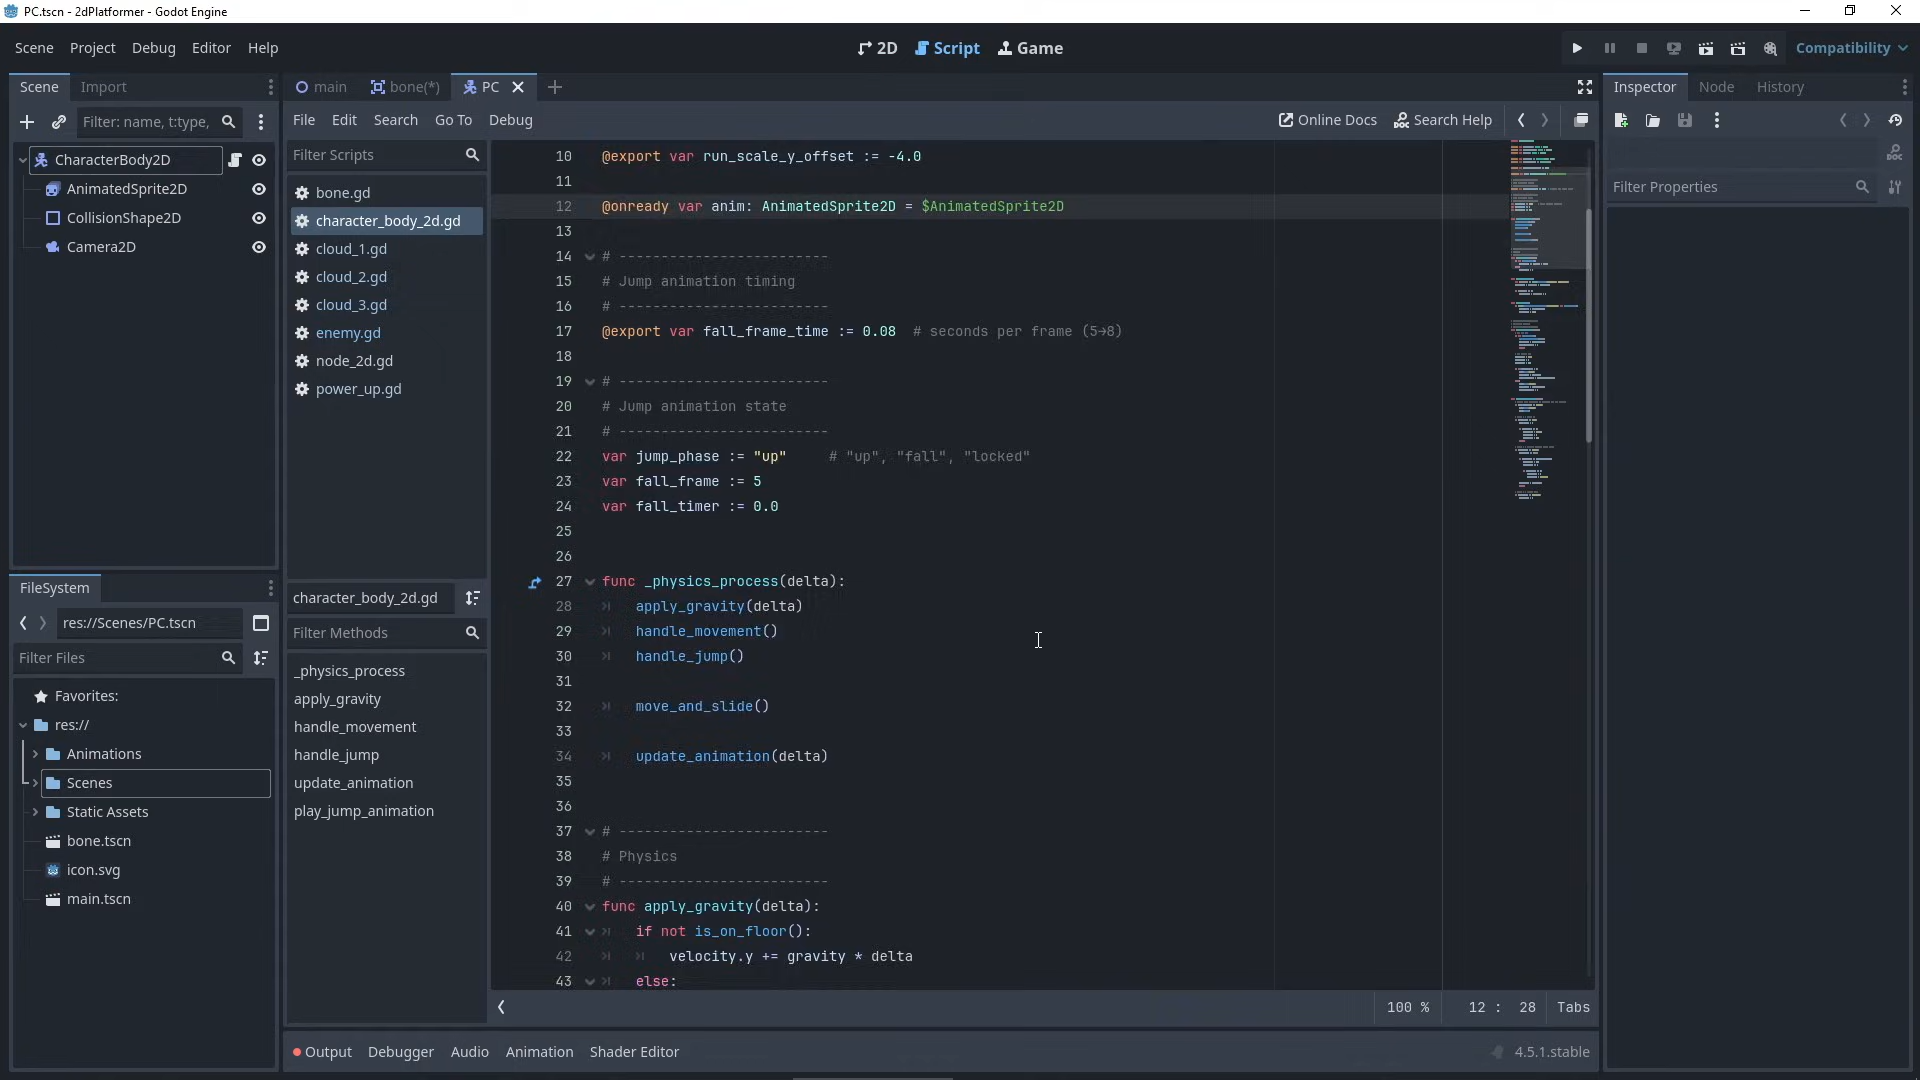 PC.tscn - 2dPlatformer - Godot Engine
Scene Project Debug Editor Help
2D Script Game
Compatibility
Scene Import
Filter: name, t:type,
CharacterBody2D
AnimatedSprite2D
CollisionShape2D
Camera2D
FileSystem
res://Scenes/PC.tscn
Filter Files
Favorites:
res://
Animations
Scenes
Static Assets
bone.tscn
icon.svg
main.tscn
main bone(*) PC
File Edit Search Go To Debug
Online Docs Search Help
Filter Scripts
bone.gd
character_body_2d.gd
cloud_1.gd
cloud_2.gd
cloud_3.gd
enemy.gd
node_2d.gd
power_up.gd
character_body_2d.gd
Filter Methods
_physics_process
apply_gravity
handle_movement
handle_jump
update_animation
play_jump_animation
10 @export var run_scale_y_offset := -4.0
11
12 @onready var anim: AnimatedSprite2D = $AnimatedSprite2D
13
14 # -------------------------
15 # Jump animation timing
16 # -------------------------
17 @export var fall_frame_time := 0.08  # seconds per frame (5→8)
18
19 # -------------------------
20 # Jump animation state
21 # -------------------------
22 var jump_phase := "up"     # "up", "fall", "locked"
23 var fall_frame := 5
24 var fall_timer := 0.0
25
26
27 func _physics_process(delta):
28 apply_gravity(delta)
29 handle_movement()
30 handle_jump()
31
32 move_and_slide()
33
34 update_animation(delta)
35
36
37 # -------------------------
38 # Physics
39 # -------------------------
40 func apply_gravity(delta):
41 if not is_on_floor():
42 velocity.y += gravity * delta
43 else:
100 % 12 : 28 Tabs
Output Debugger Audio Animation Shader Editor
4.5.1.stable
Inspector Node History
Filter Properties